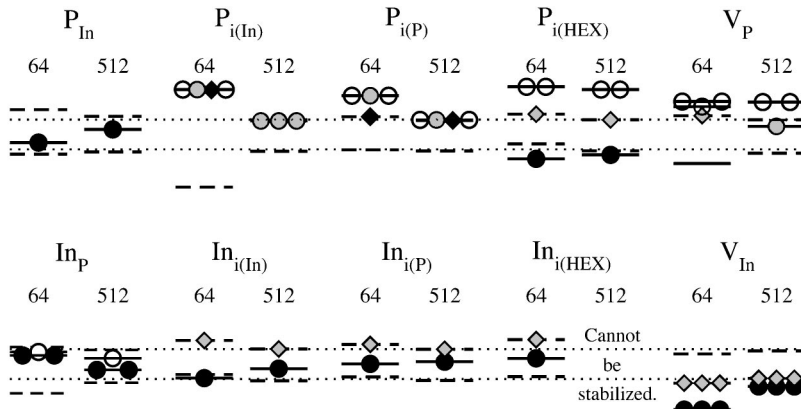 P_In P_i(In) P_i(P) P_i(HEX) V_P
64 512 64 512 64 512 64 512 64 512
In_P In_i(In) In_i(P) In_i(HEX) V_In
64 512 64 512 64 512 64 64 512
Cannot
be
stabilized.